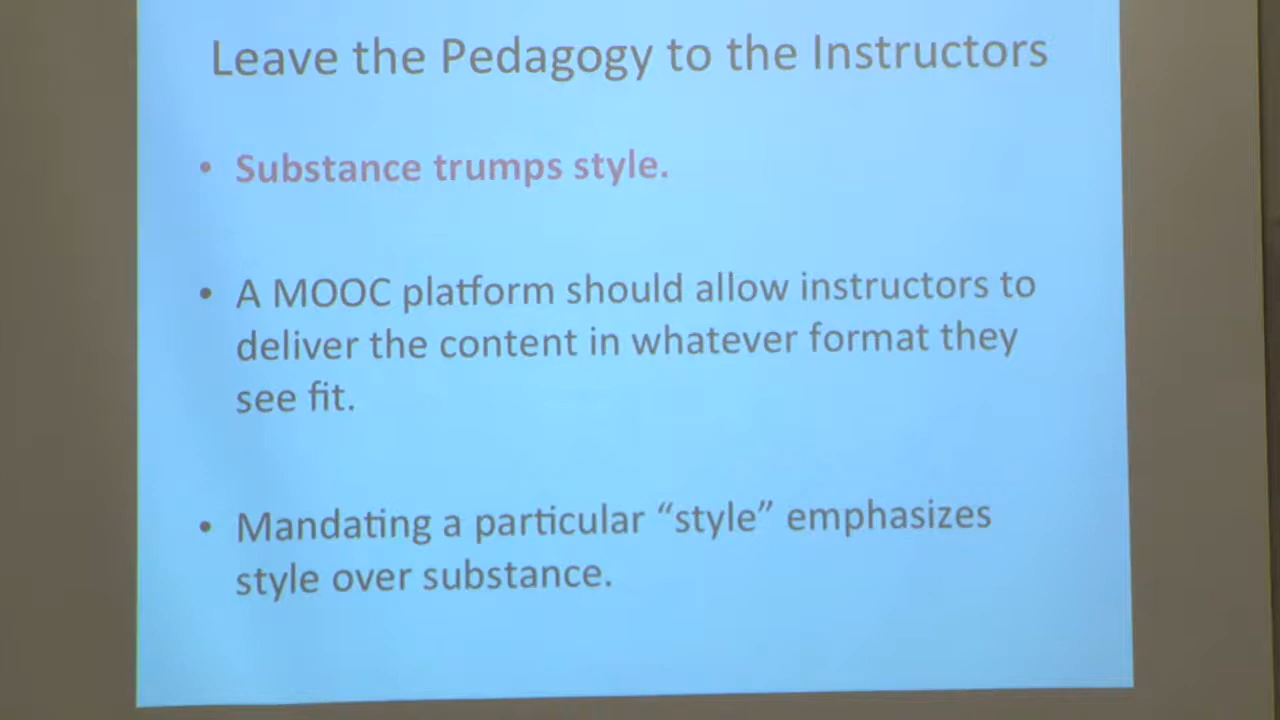 Leave the Pedagogy to the Instructors
• Substance trumps style.
• A MOOC platform should allow instructors to
deliver the content in whatever format they
see fit.
• Mandating a particular “style” emphasizes
style over substance.